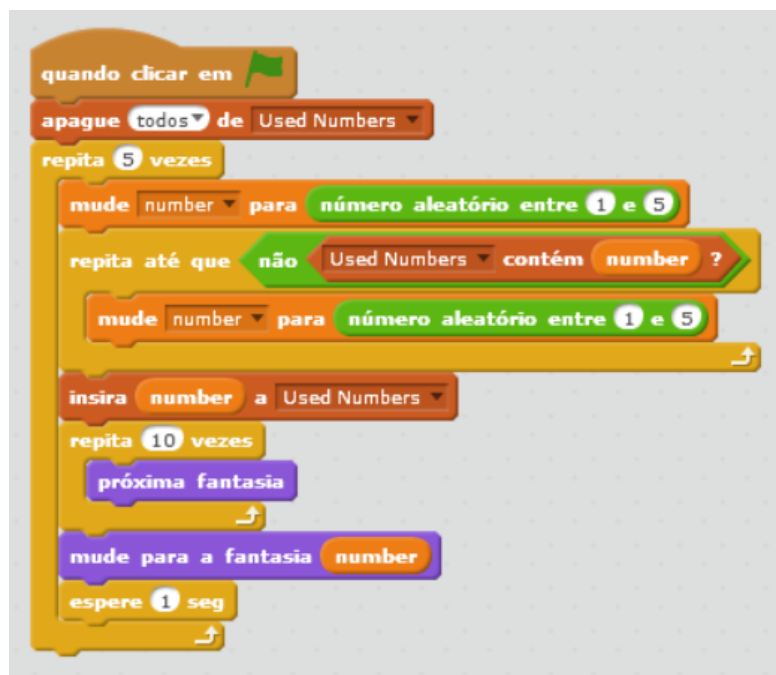 quando clicar em
apague todos de Used Numbers
repita 5 vezes
mude number para número aleatório entre 1 e 5
repita até que não Used Numbers contém number ?
mude number para número aleatório entre 1 e 5
insira number a Used Numbers
repita 10 vezes
próxima fantasia
mude para a fantasia number
espere 1 seg